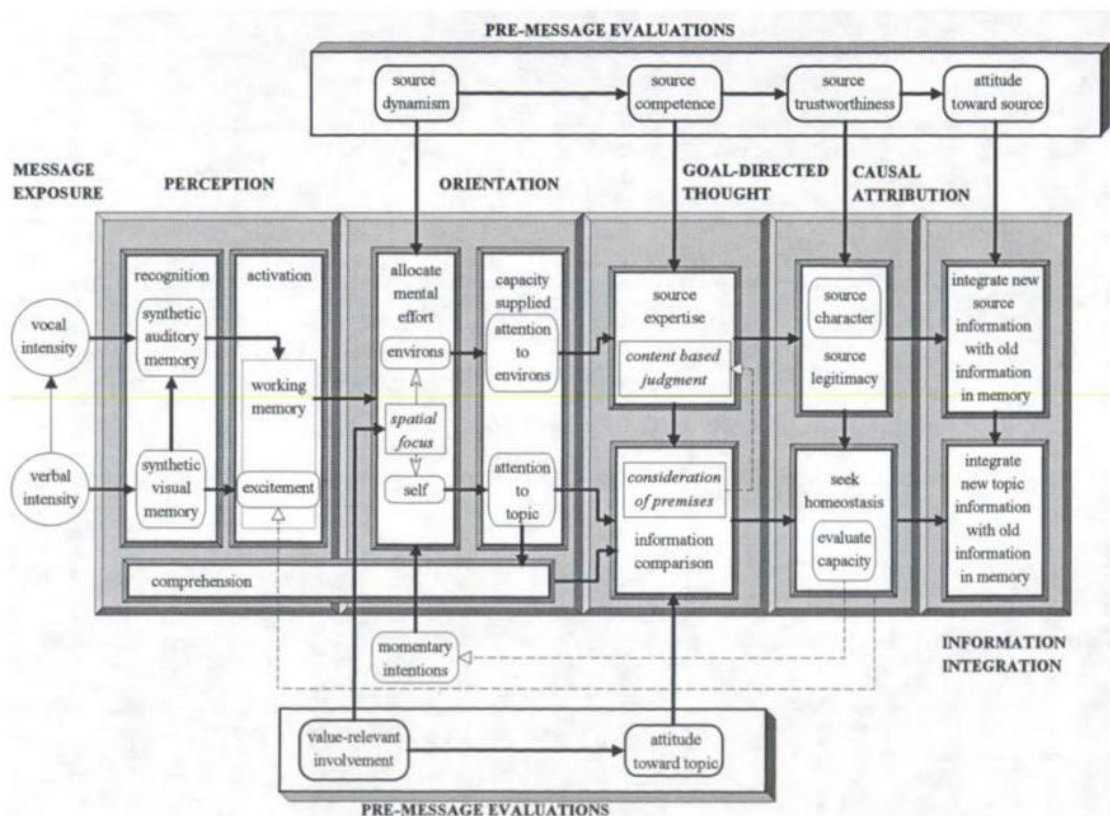 PRE-MESSAGE EVALUATIONS
source
dynamism
source
competence
source
trustworthiness
attitude
toward source
MESSAGE
EXPOSURE
PERCEPTION
ORIENTATION
GOAL-DIRECTED
THOUGHT
CAUSAL
ATTRIBUTION
vocal
intensity
verbal
intensity
recognition
synthetic
auditory
memory
synthetic
visual
memory
activation
working
memory
excitement
allocate
mental
effort
environs
spatial
focus
self
capacity
supplied
attention
to
environs
attention
to
topic
comprehension
source
expertise
content based
judgment
consideration
of premises
information
comparison
source
character
source
legitimacy
seek
homeostasis
evaluate
capacity
integrate new
source
information
with old
information
in memory
integrate
new topic
information
with old
information
in memory
momentary
intentions
INFORMATION
INTEGRATION
value-relevant
involvement
attitude
toward topic
PRE-MESSAGE EVALUATIONS